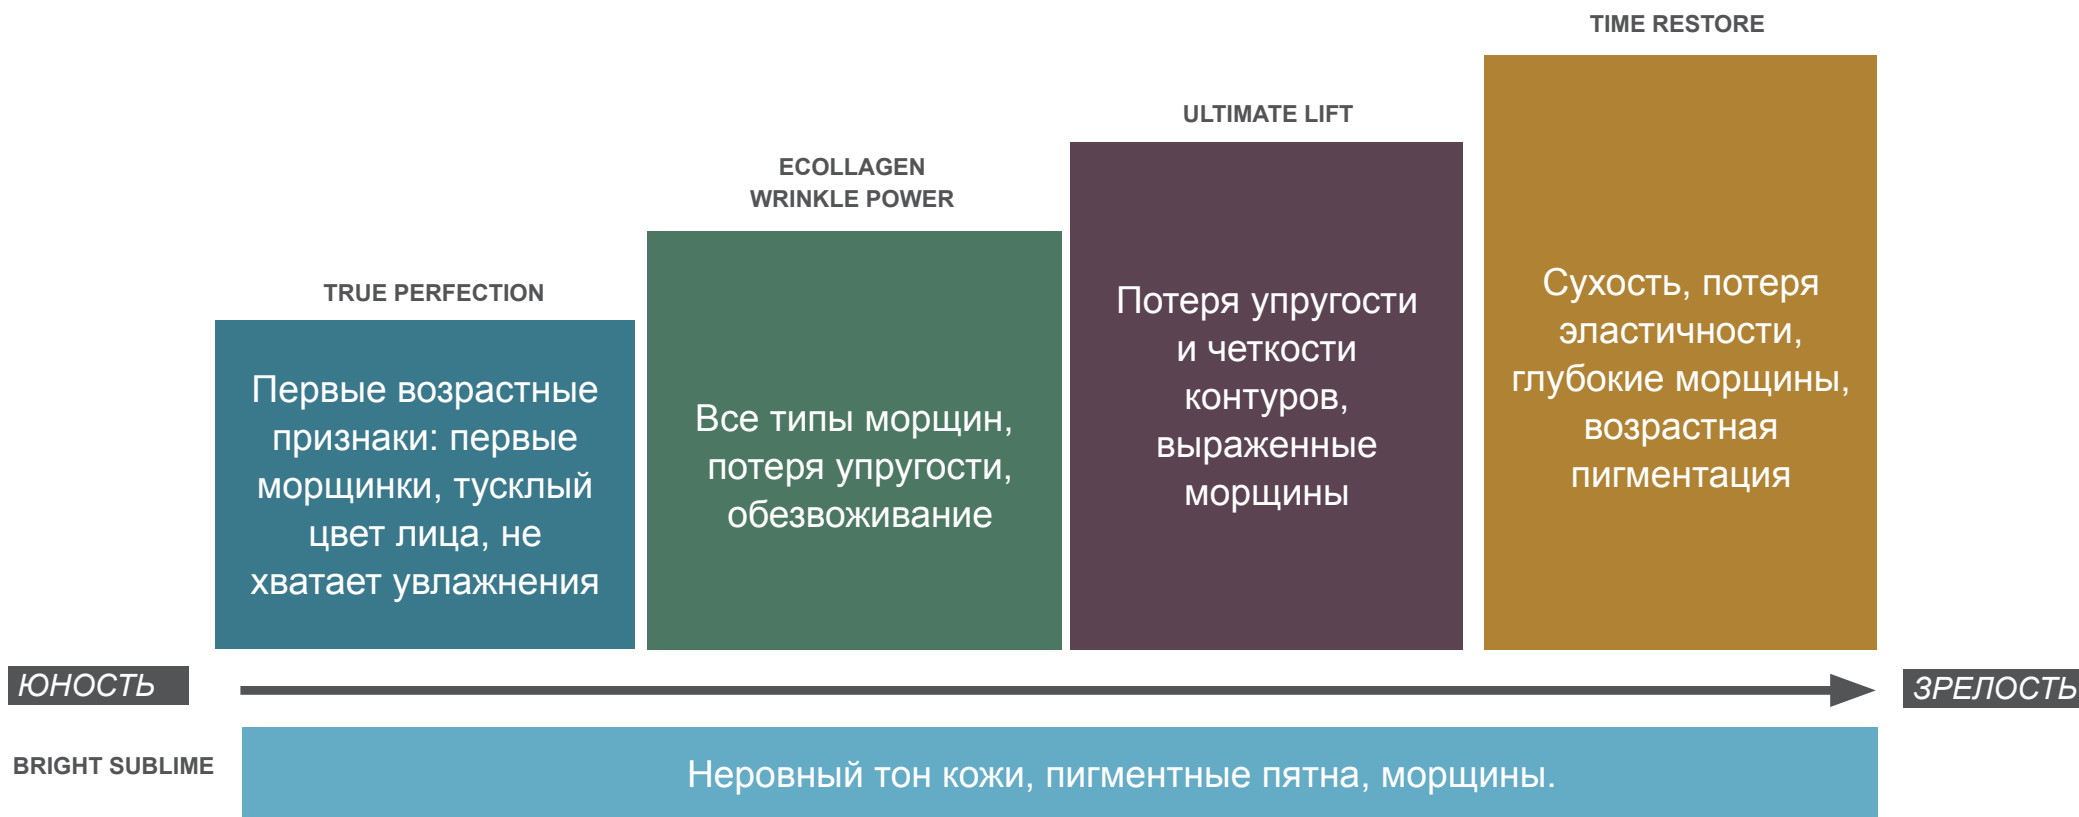 TIME RESTORE
ULTIMATE LIFT
ECOLLAGEN
WRINKLE POWER
TRUE PERFECTION
Первые возрастные
признаки: первые
морщинки, тусклый
цвет лица, не
хватает увлажнения
Все типы морщин,
потеря упругости,
обезвоживание
Потеря упругости
и четкости
контуров,
выраженные
морщины
Сухость, потеря
эластичности,
глубокие морщины,
возрастная
пигментация
ЮНОСТЬ
ЗРЕЛОСТЬ
BRIGHT SUBLIME
Неровный тон кожи, пигментные пятна, морщины.